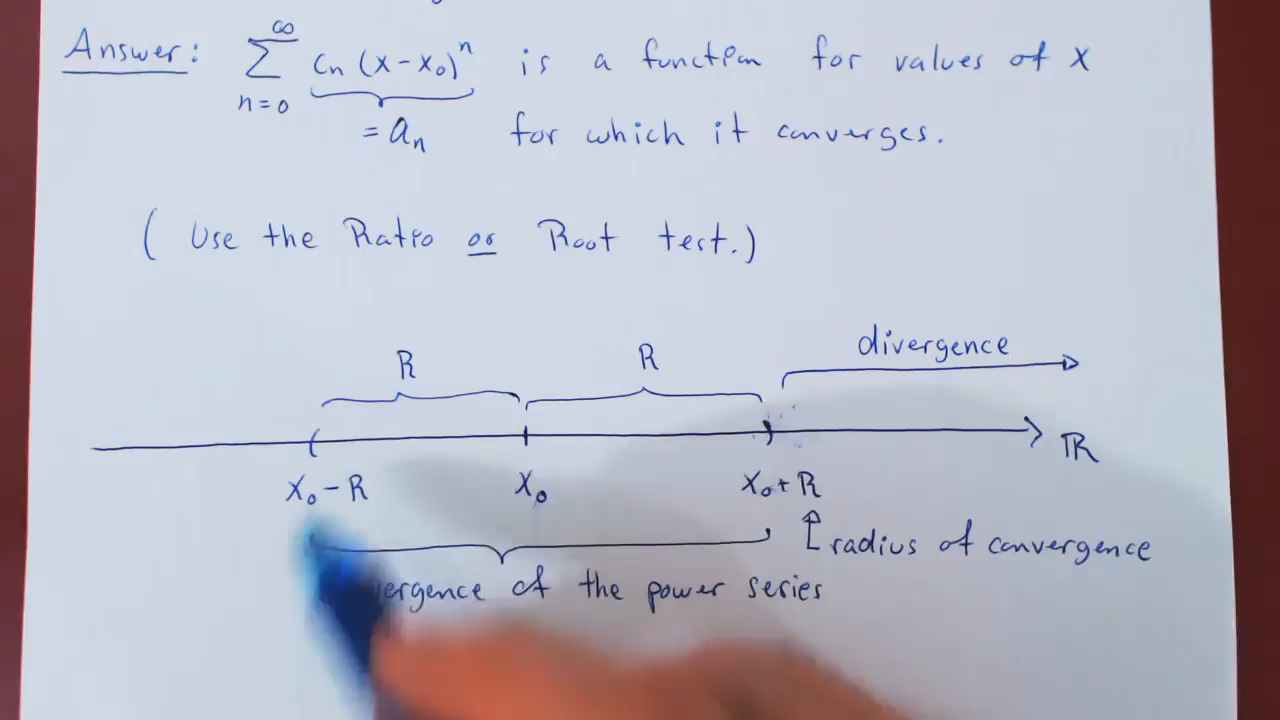 Answer: ∞ ∑ n=0 Cn (x-x₀)ⁿ is a function for values of x
= an for which it converges.
(Use the Ratio or Root test.)
divergence
R R
x₀-R x₀ x₀+R ℝ
radius of convergence
of the power series